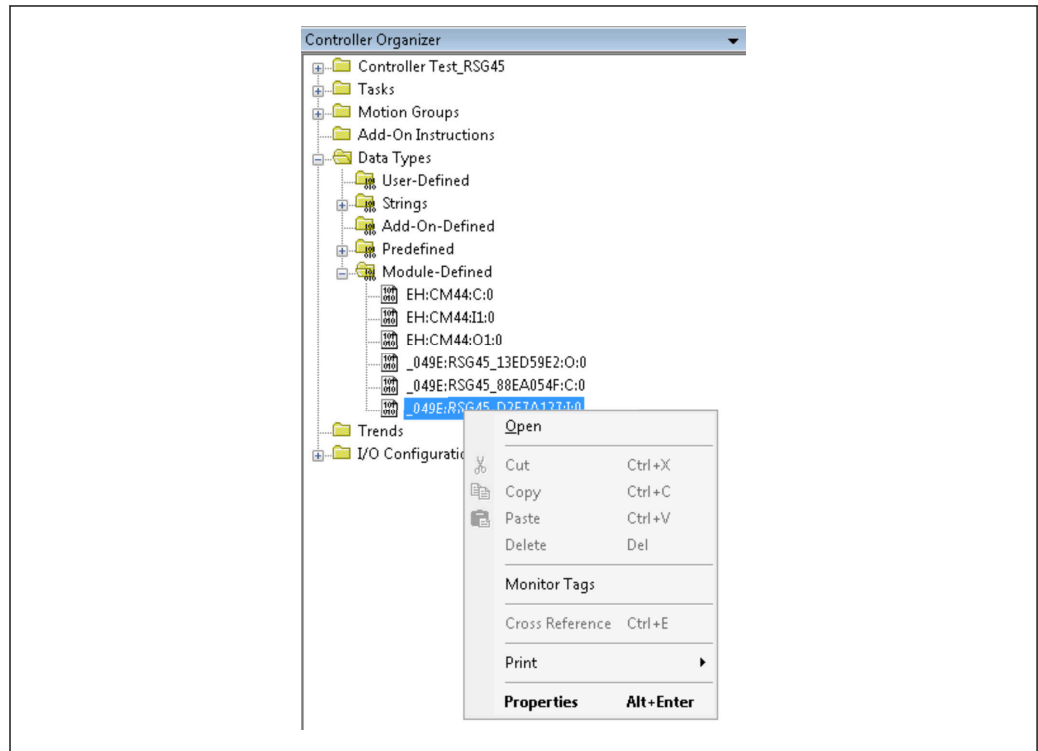 Controller Organizer
Controller Test_RSG45
Tasks
Motion Groups
Add-On Instructions
Data Types
User-Defined
Strings
Add-On-Defined
Predefined
Module-Defined
EH:CM44:C:0
EH:CM44:I1:0
EH:CM44:O1:0
_049E:RSG45_13ED59E2:O:0
_049E:RSG45_88EA054F:C:0
Trends
I/O
Open
Cut Ctrl+X
Copy Ctrl+C
Paste Ctrl+V
Delete Del
Monitor Tags
Cross Reference Ctrl+E
Print
Properties Alt+Enter